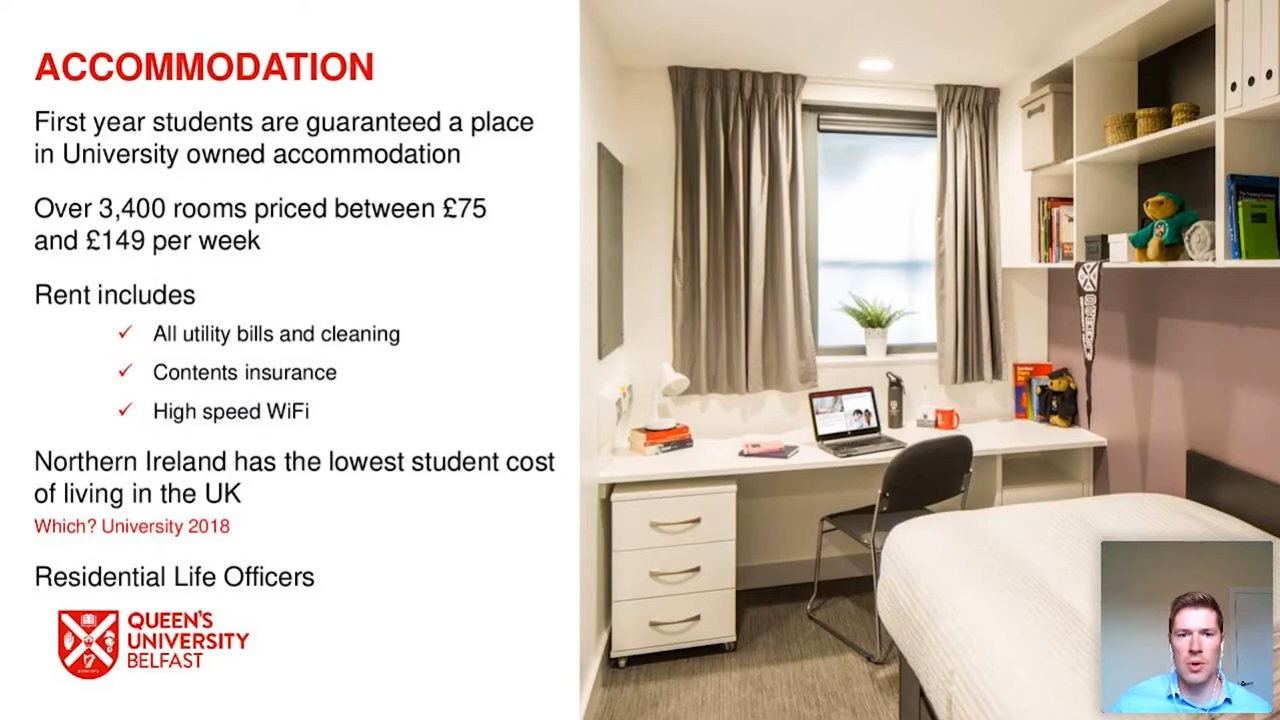 ACCOMMODATION
First year students are guaranteed a place
in University owned accommodation
Over 3,400 rooms priced between £75
and £149 per week
Rent includes
All utility bills and cleaning
Contents insurance
High speed WiFi
Northern Ireland has the lowest student cost
of living in the UK
Which? University 2018
Residential Life Officers
QUEEN'S
UNIVERSITY
BELFAST